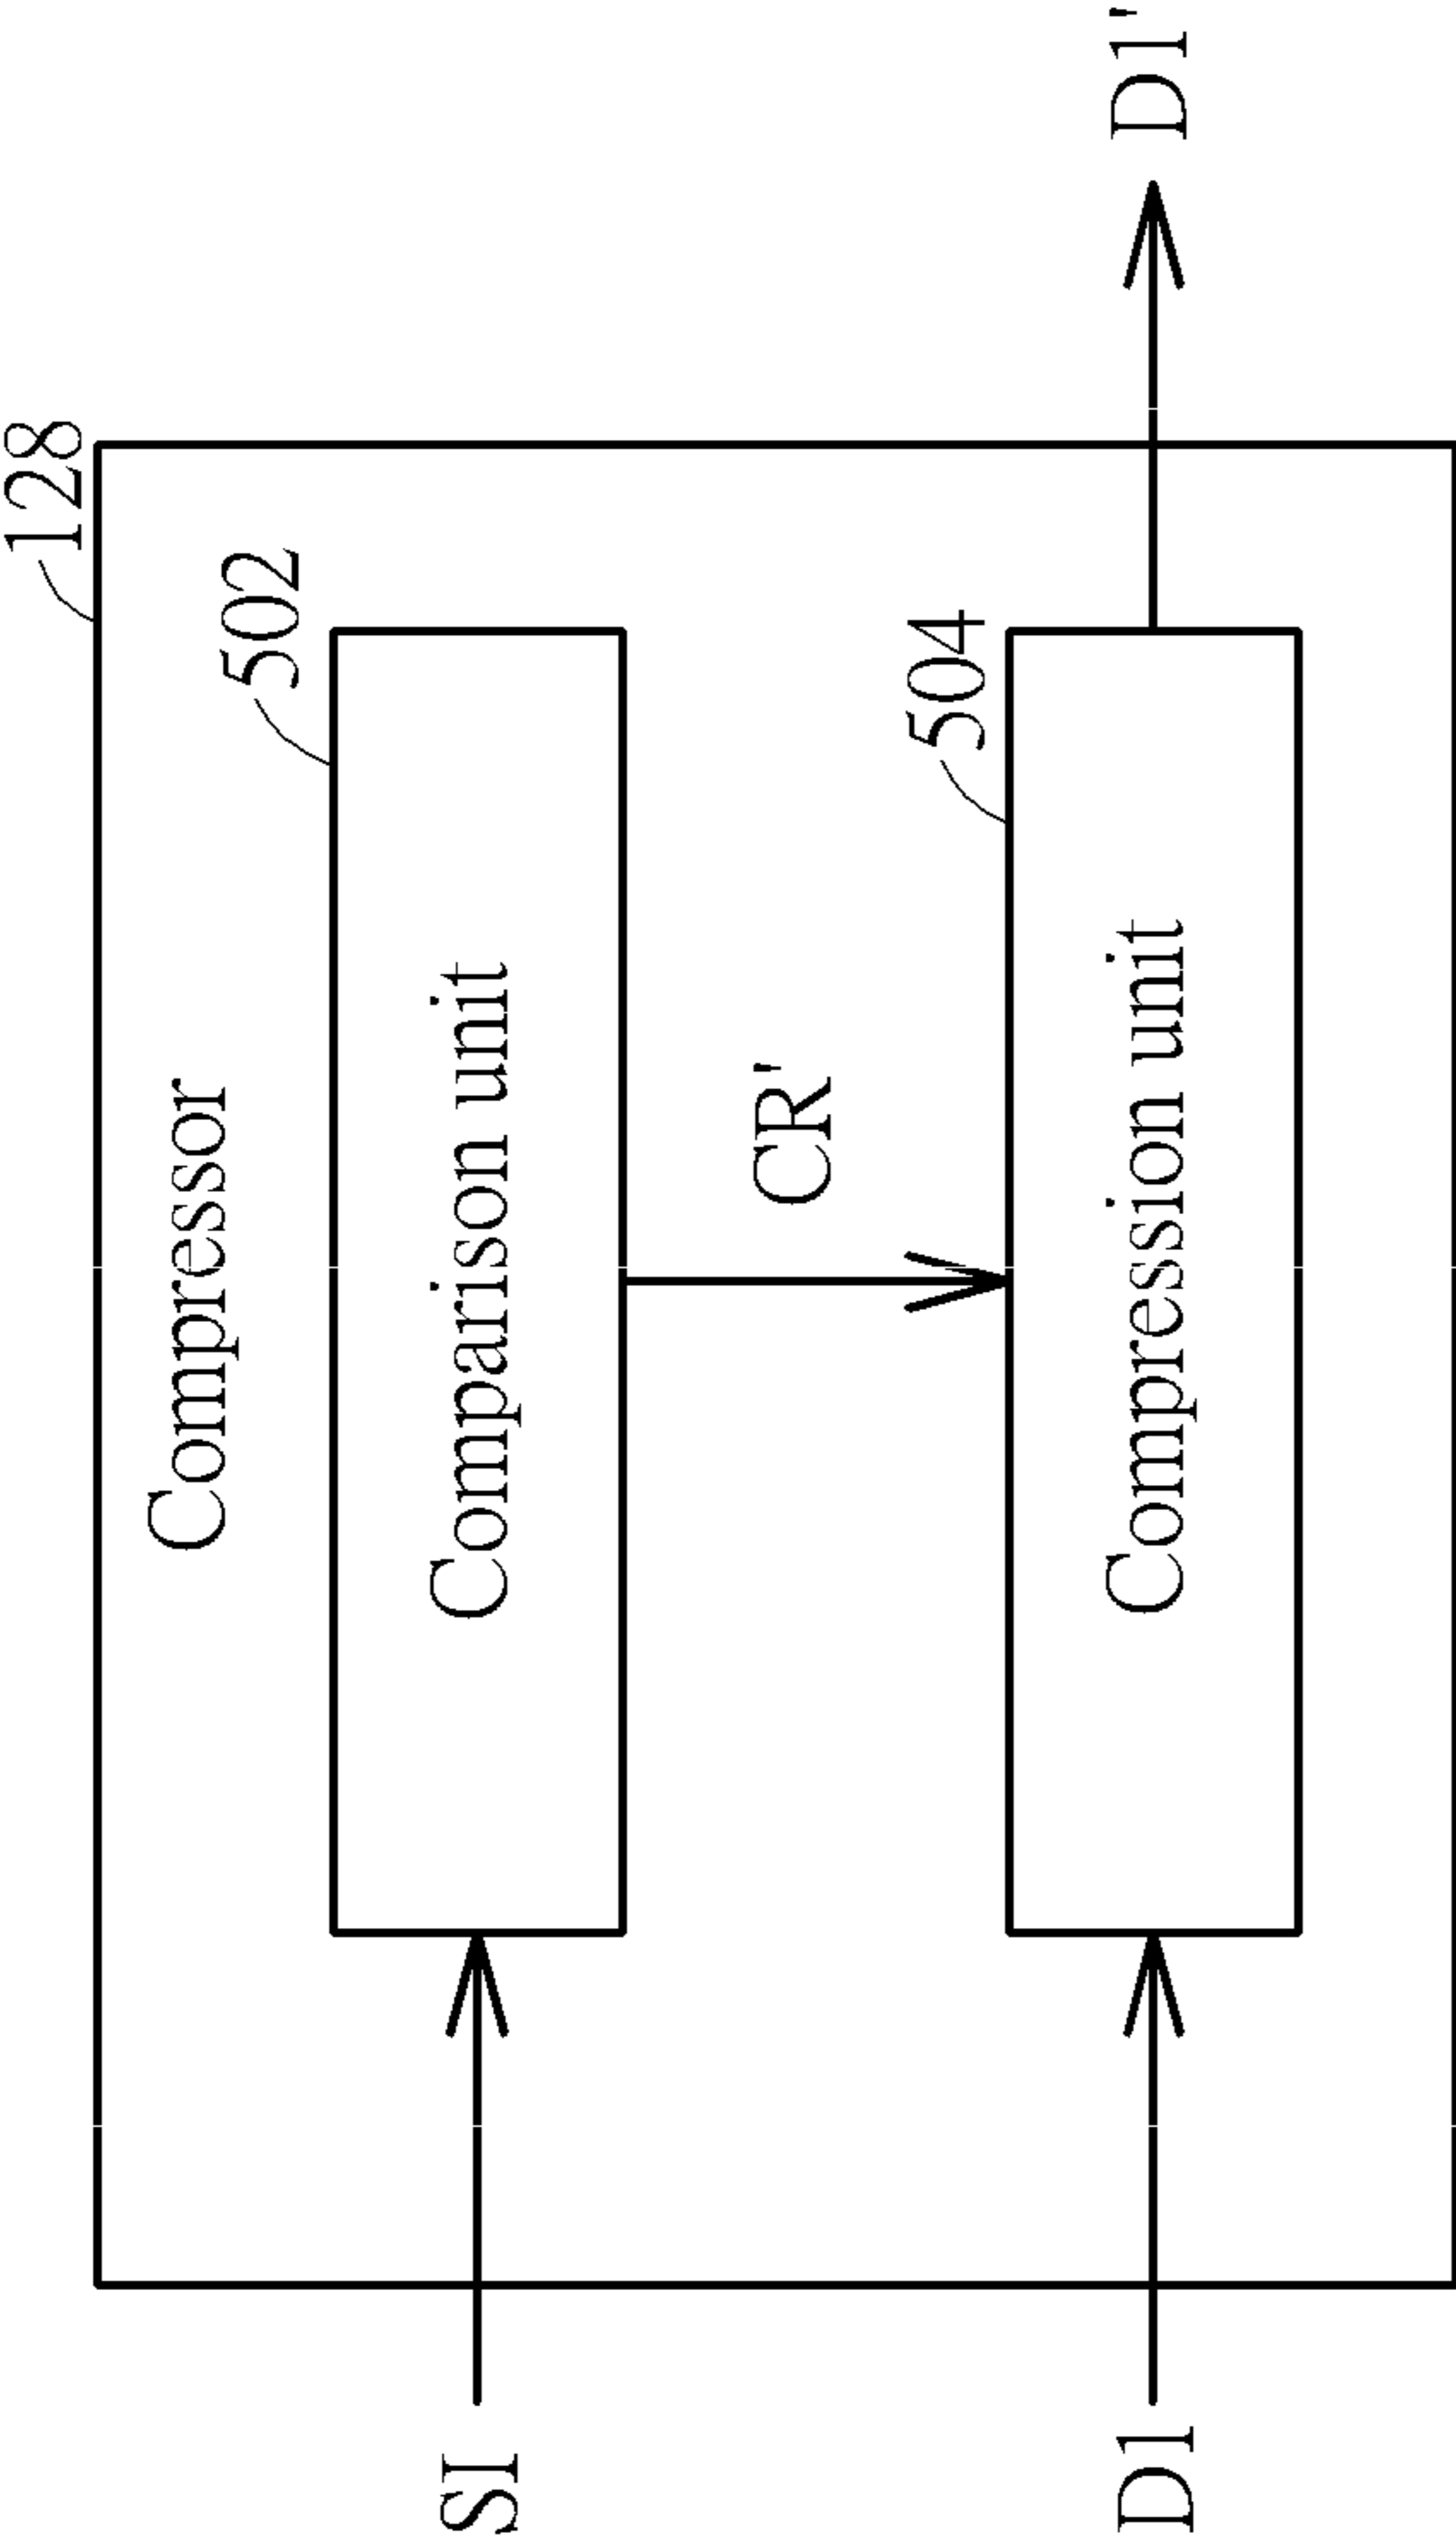 128
Compressor
502
SI
Comparison unit
CR'
504
D1
Compression unit
D1'